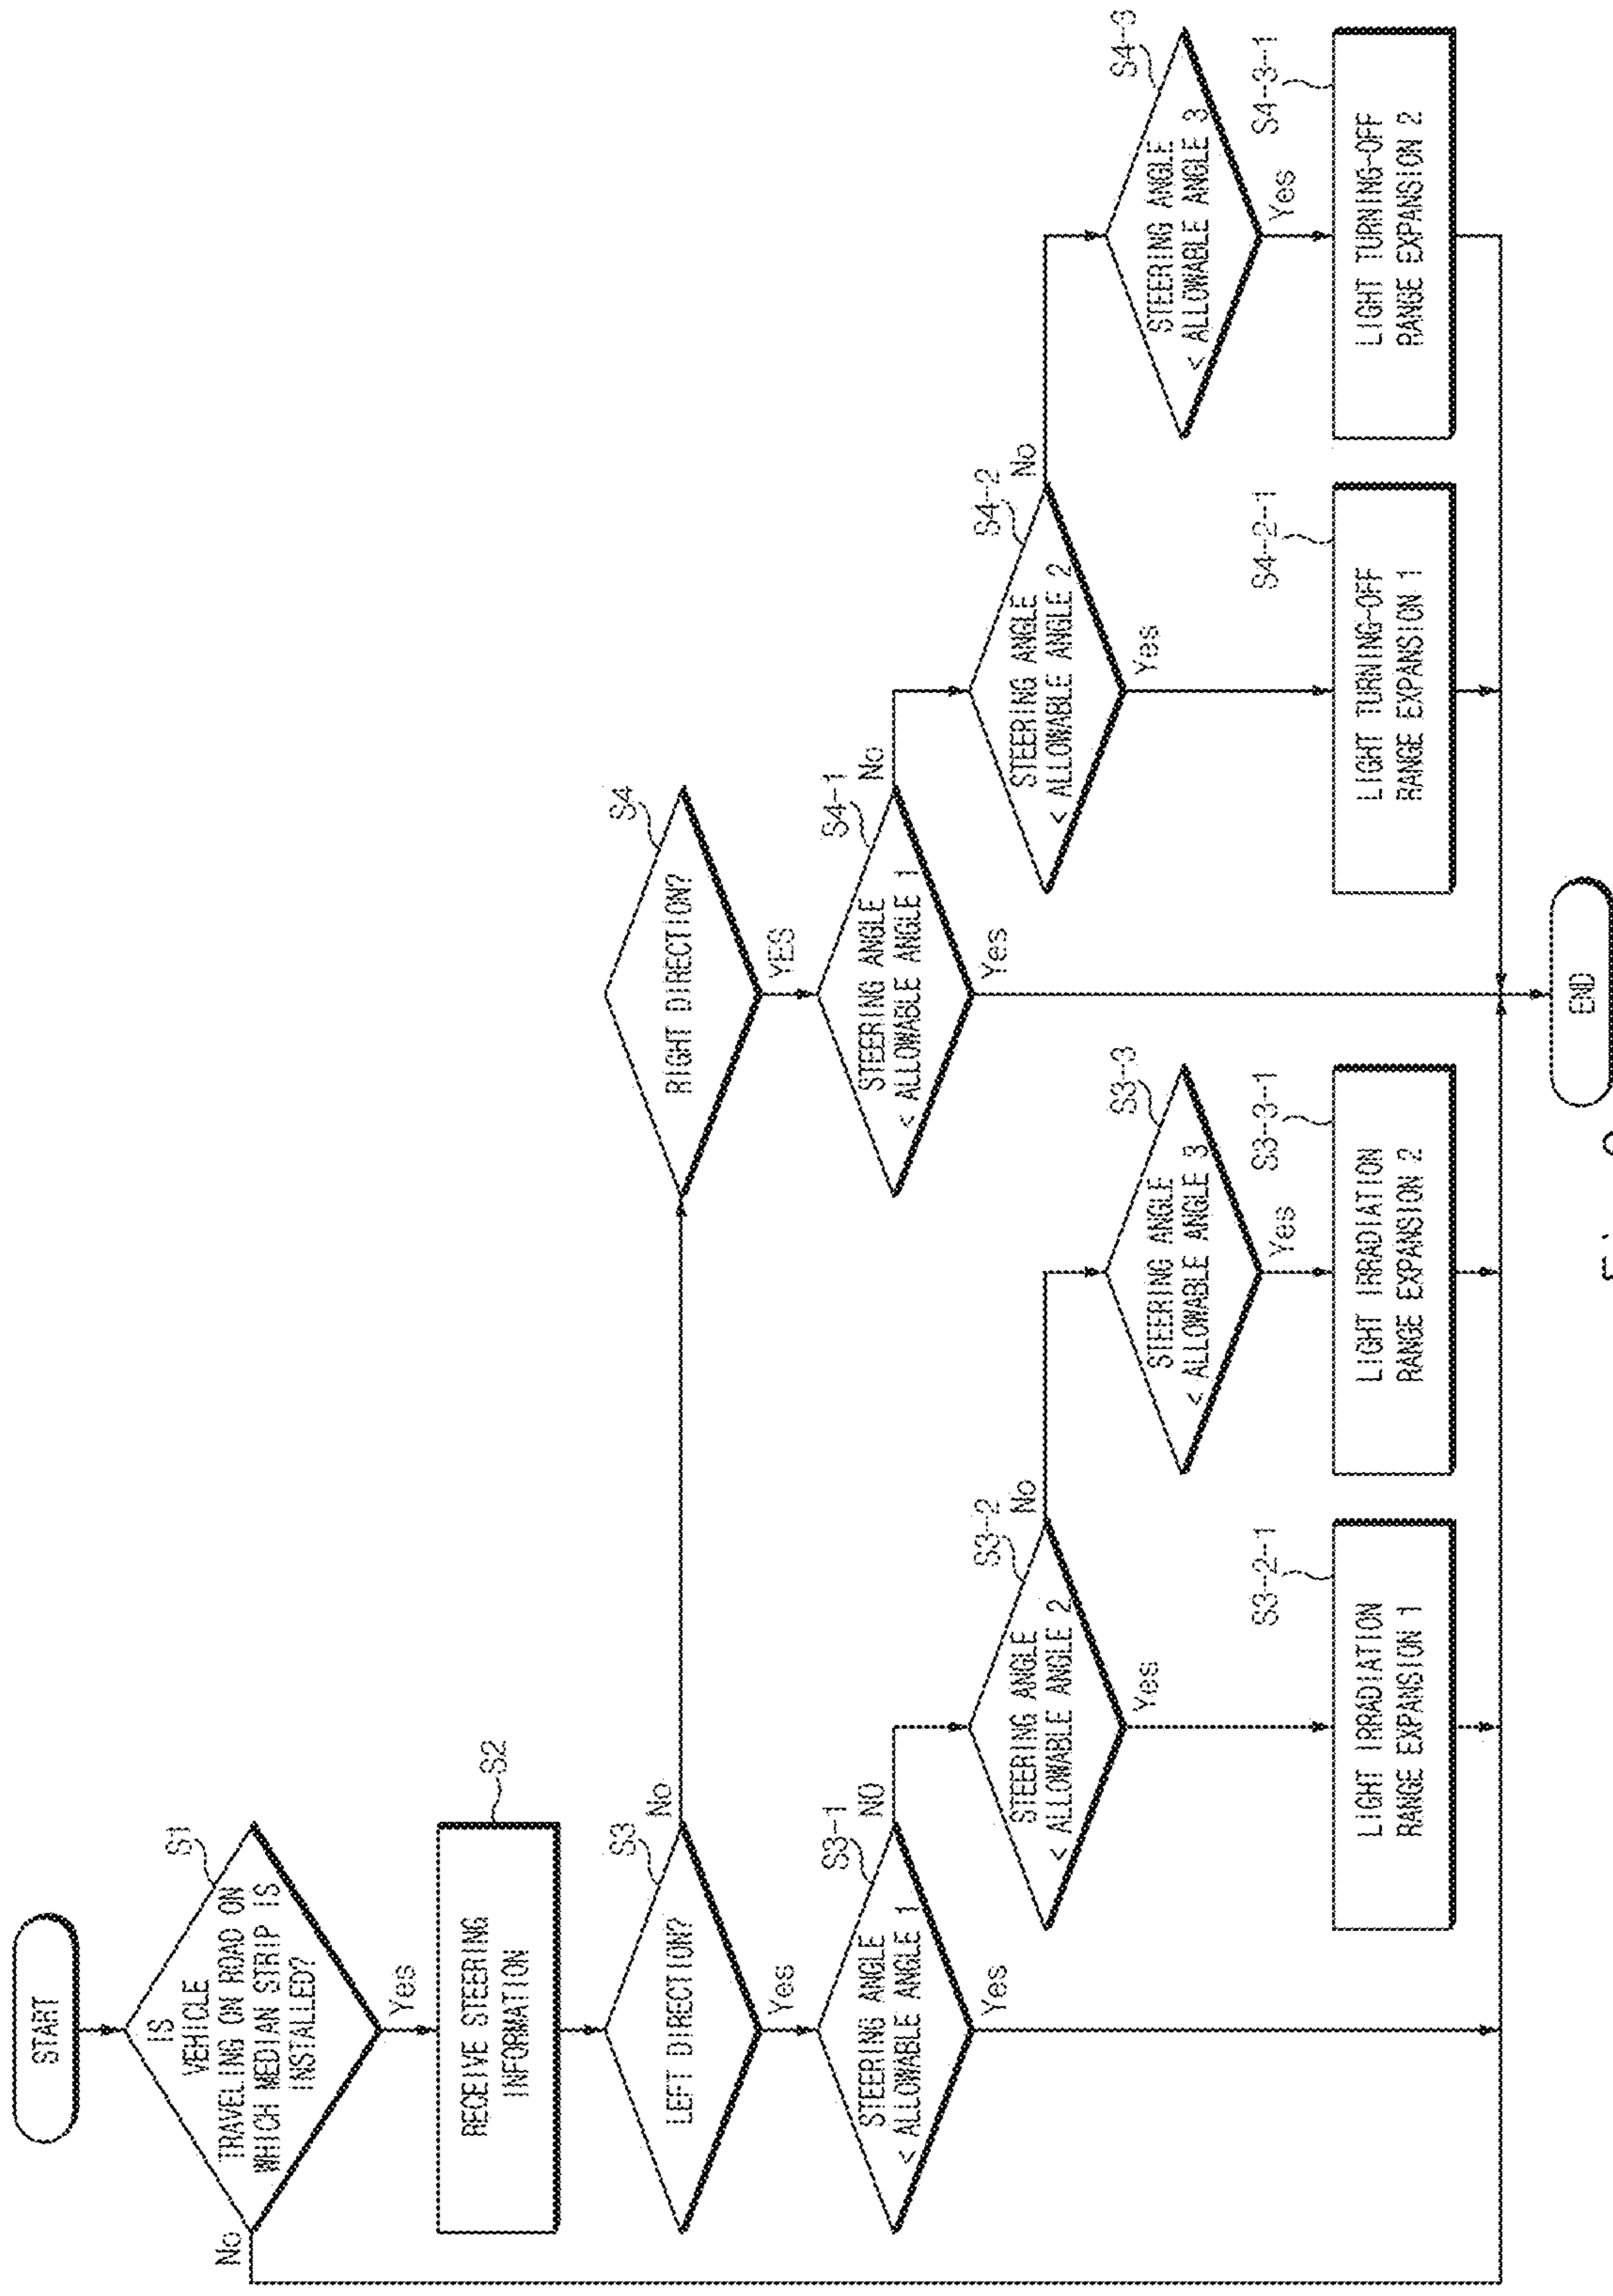 START
S1
IS
VEHICLE
TRAVELING ON ROAD ON
WHICH MEDIAN STRIP IS
INSTALLED?
No
Yes
S2
RECEIVE STEERING
INFORMATION
S3
LEFT DIRECTION?
No
Yes
S4
RIGHT DIRECTION?
YES
S3-1
STEERING ANGLE
< ALLOWABLE ANGLE 1
NO
Yes
S4-1
STEERING ANGLE
< ALLOWABLE ANGLE 1
No
Yes
S3-2
STEERING ANGLE
< ALLOWABLE ANGLE 2
No
Yes
S4-2
STEERING ANGLE
< ALLOWABLE ANGLE 2
No
Yes
S3-3
STEERING ANGLE
< ALLOWABLE ANGLE 3
Yes
S4-3
STEERING ANGLE
< ALLOWABLE ANGLE 3
Yes
S3-2-1
LIGHT IRRADIATION
RANGE EXPANSION 1
S3-3-1
LIGHT IRRADIATION
RANGE EXPANSION 2
S4-2-1
LIGHT TURNING-OFF
RANGE EXPANSION 1
S4-3-1
LIGHT TURNING-OFF
RANGE EXPANSION 2
END